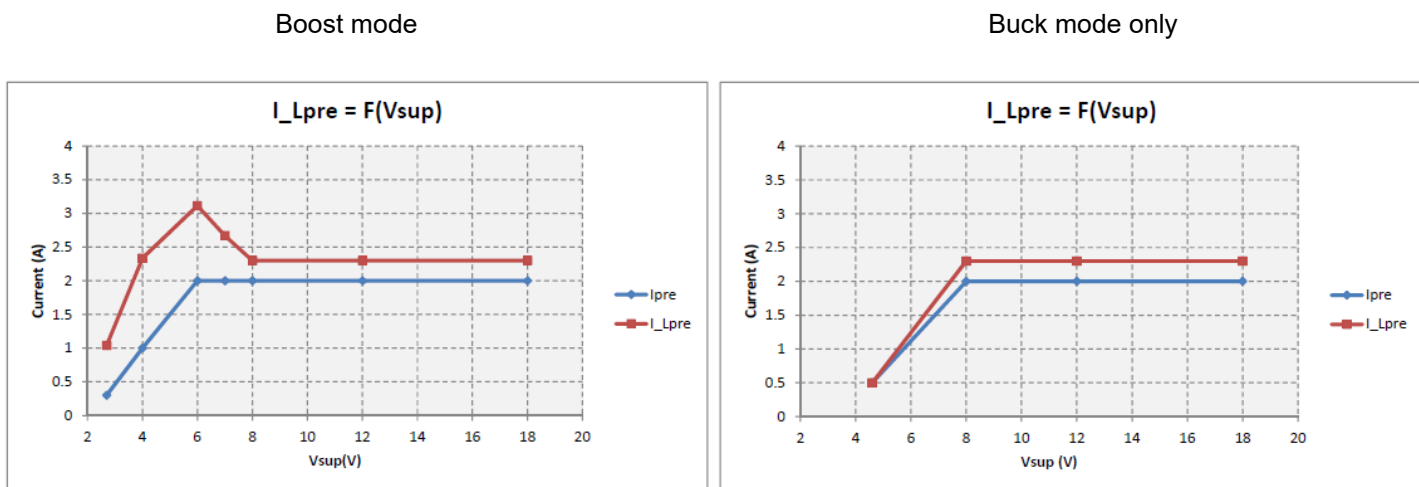 Boost mode
Buck mode only
I_Lpre = F(Vsup)
4
3.5
3
2.5
2
1.5
1
0.5
0
Current (A)
2 4 6 8 10 12 14 16 18 20
Vsup(V)
Ipre
I_Lpre
I_Lpre = F(Vsup)
4
3.5
3
2.5
2
1.5
1
0.5
0
Current (A)
2 4 6 8 10 12 14 16 18 20
Vsup (V)
Ipre
I_Lpre